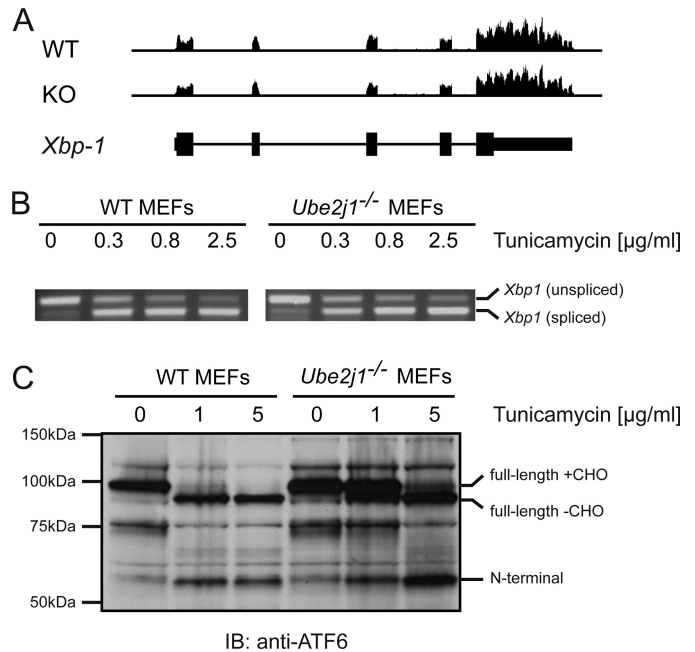 A
WT
KO
Xbp-1
B
WT MEFs
Ube2j1-/- MEFs
0 0.3 0.8 2.5 0 0.3 0.8 2.5 Tunicamycin [µg/ml]
Xbp1 (unspliced)
Xbp1 (spliced)
C
WT MEFs
Ube2j1-/- MEFs
0 1 5 0 1 5 Tunicamycin [µg/ml]
150kDa
100kDa
75kDa
50kDa
full-length +CHO
full-length -CHO
N-terminal
IB: anti-ATF6